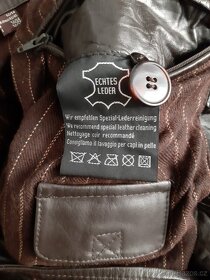 ECHTES
LEDER
Wir empfehlen Spezial-Lederreinigung
We recommend special leather cleaning
Nettoyage cuir recommandé
Consigliamo il lavaggio per capi in pelle